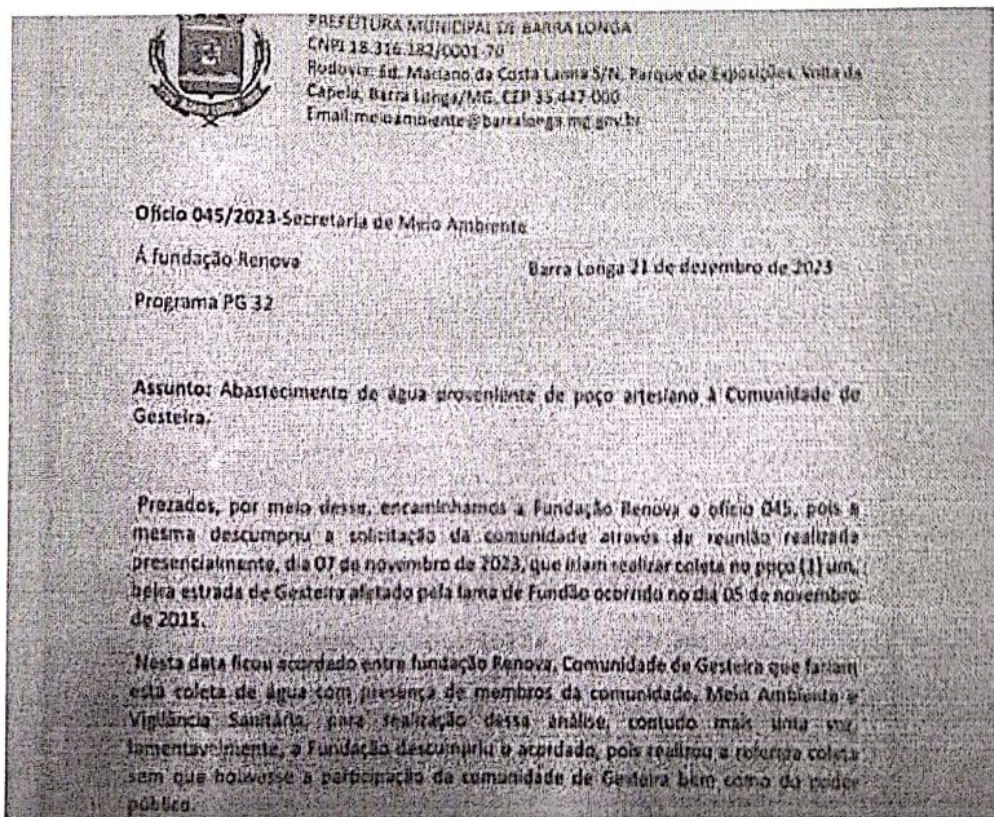 PREFEITURA MUNICIPAL DE BARRA LONGA
CNPJ 18.316.182/0001-70
Rodovia: Ed. Mariano da Costa Lanna S/N. Parque de Exposições, Volta da
Capela, Barra Longa/MG. CEP 35.447-000
Email:meioambiente@barralonga.mg.gov.br
Ofício 045/2023-Secretaria de Meio Ambiente
Á fundação Renova
Barra Longa 21 de dezembro de 2023
Programa PG 32
Assunto: Abastecimento de água proveniente de poço artesiano à Comunidade de
Gesteira.
Prezados, por meio desse, encaminhamos a Fundação Renova o ofício 045, pois a
mesma descumpriu a solicitação da comunidade através de reunião realizada
presencialmente, dia 07 de novembro de 2023, que iriam realizar coleta no poço (1) um,
beira estrada de Gesteira afetado pela lama de Fundão ocorrido no dia 05 de novembro
de 2015.
Nesta data ficou acordado entre fundação Renova, Comunidade de Gesteira que fariam
esta coleta de água com presença de membros da comunidade, Meio Ambiente e
Vigilância Sanitária, para realização dessa análise, contudo mais uma vez,
lamentavelmente, a Fundação descumpriu o acordado, pois realizou a referida coleta
sem que houvesse a participação da comunidade de Gesteira bem como do poder
público.